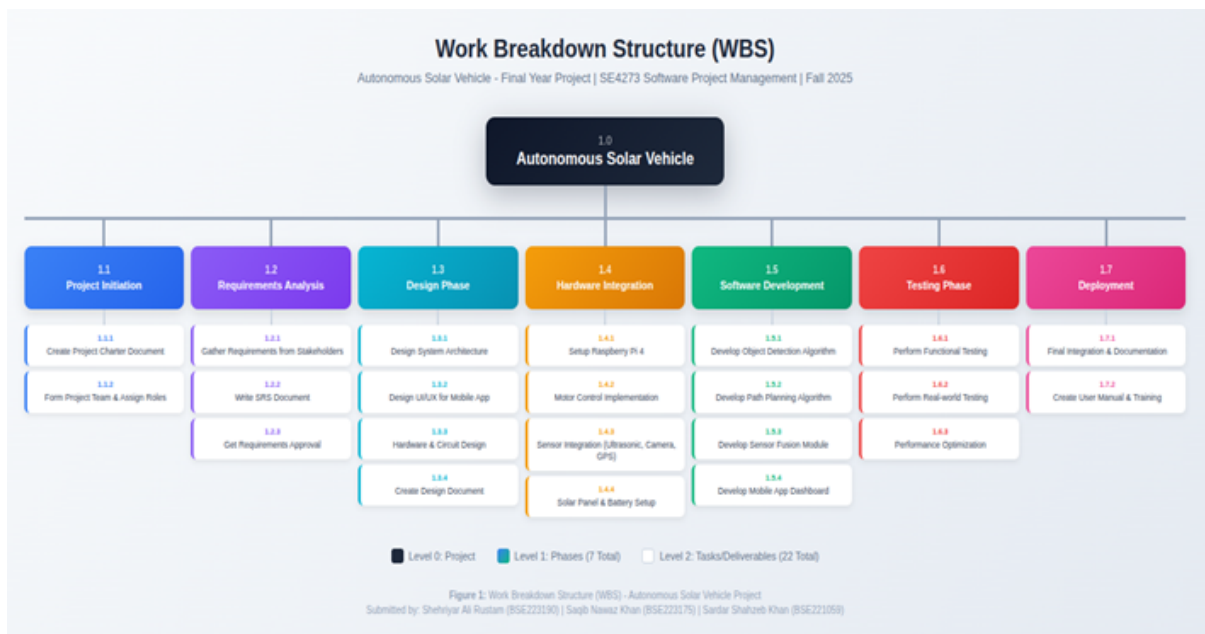 Work Breakdown Structure (WBS)
Autonomous Solar Vehicle - Final Year Project | SE4273 Software Project Management | Fall 2025
1.0
Autonomous Solar Vehicle
1.1
Project Initiation
1.1.1
Create Project Charter Document
1.1.2
Form Project Team & Assign Roles
1.2
Requirements Analysis
1.2.1
Gather Requirements from Stakeholders
1.2.2
Write SRS Document
1.2.3
Get Requirements Approval
1.3
Design Phase
1.3.1
Design System Architecture
1.3.2
Design UI/UX for Mobile App
1.3.3
Hardware & Circuit Design
1.3.4
Create Design Document
1.4
Hardware Integration
1.4.1
Setup Raspberry Pi 4
1.4.2
Motor Control Implementation
1.4.3
Sensor Integration (Ultrasonic, Camera,
GPS)
1.4.4
Solar Panel & Battery Setup
1.5
Software Development
1.5.1
Develop Object Detection Algorithm
1.5.2
Develop Path Planning Algorithm
1.5.3
Develop Sensor Fusion Module
1.5.4
Develop Mobile App Dashboard
1.6
Testing Phase
1.6.1
Perform Functional Testing
1.6.2
Perform Real-world Testing
1.6.3
Performance Optimization
1.7
Deployment
1.7.1
Final Integration & Documentation
1.7.2
Create User Manual & Training
Level 0: Project
Level 1: Phases (7 Total)
Level 2: Tasks/Deliverables (22 Total)
Figure 1: Work Breakdown Structure (WBS) - Autonomous Solar Vehicle Project
Submitted by: Shehriyar Ali Rustam (BSE223190) | Saqib Nawaz Khan (BSE223175) | Sardar Shahzeb Khan (BSE221059)